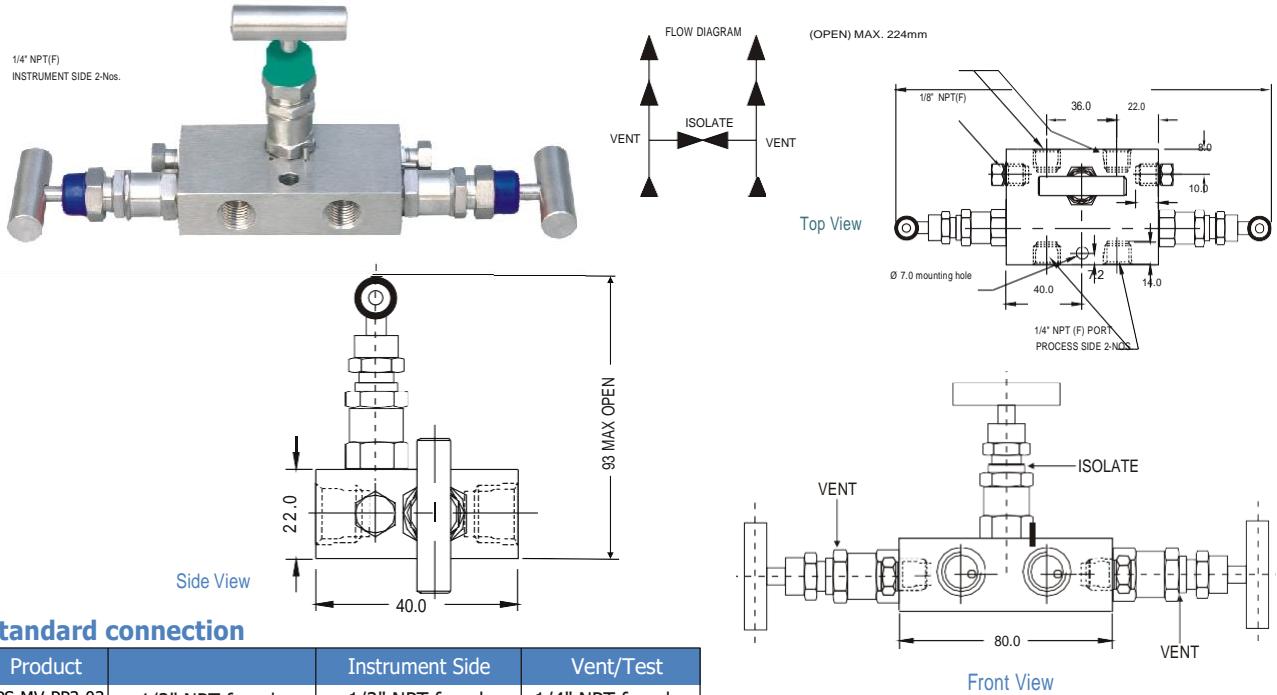 1/4" NPT(F)
INSTRUMENT SIDE 2-Nos.
FLOW DIAGRAM
ISOLATE
VENT
VENT
(OPEN) MAX. 224mm
1/8" NPT(F)
36.0
22.0
8.0
10.0
Top View
Ø 7.0 mounting hole
7.2
14.0
40.0
1/4" NPT (F) PORT
PROCESS SIDE 2-NOS
93 MAX OPEN
22.0
Side View
40.0
ISOLATE
VENT
80.0
VENT
Front View
tandard connection
Product
Instrument Side
Vent/Test